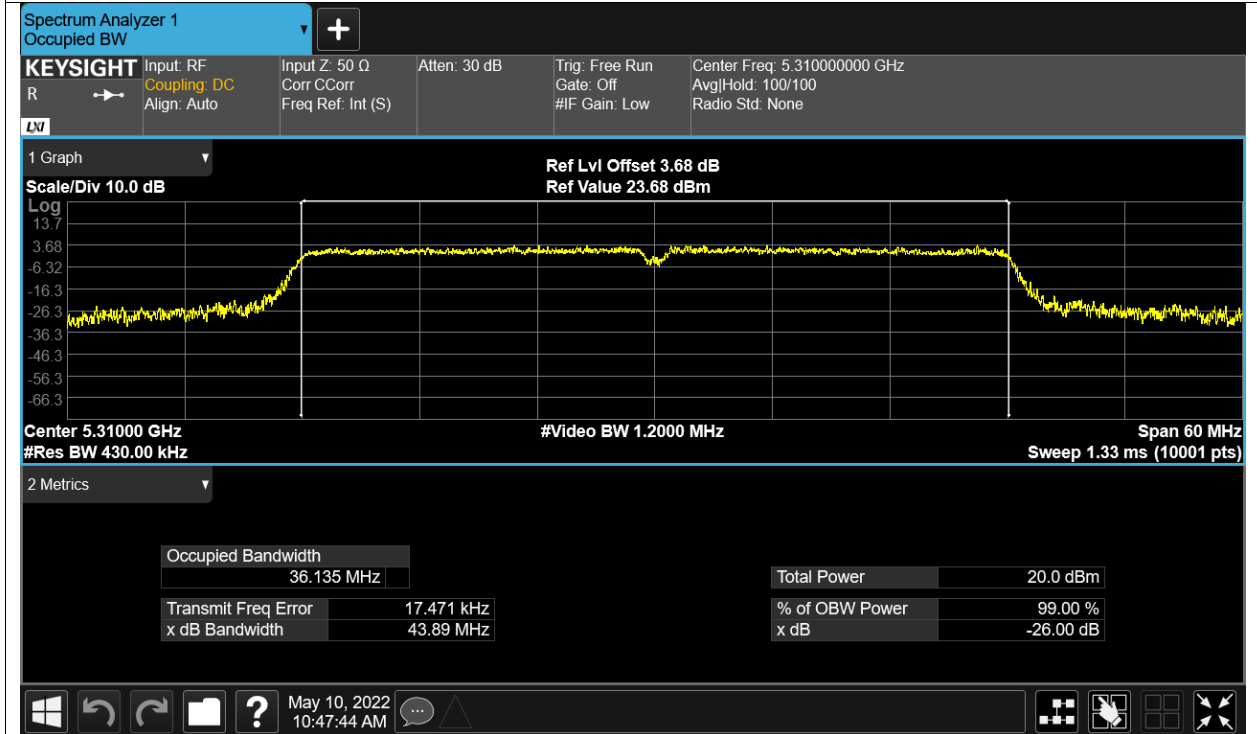 Spectrum Analyzer 1
Occupied BW
+
KEYSIGHT
R
LXI
Input: RF
Coupling: DC
Align: Auto
Input Z: 50 Ω
Corr CCorr
Freq Ref: Int (S)
Atten: 30 dB
Trig: Free Run
Gate: Off
#IF Gain: Low
Center Freq: 5.310000000 GHz
Avg|Hold: 100/100
Radio Std: None
1 Graph
Ref Lvl Offset 3.68 dB
Scale/Div 10.0 dB
Ref Value 23.68 dBm
Log
13.7
3.68
-6.32
-16.3
-26.3
-36.3
-46.3
-56.3
-66.3
Center 5.31000 GHz
#Video BW 1.2000 MHz
Span 60 MHz
#Res BW 430.00 kHz
Sweep 1.33 ms (10001 pts)
2 Metrics
Occupied Bandwidth
36.135 MHz
Total Power 20.0 dBm
Transmit Freq Error 17.471 kHz
% of OBW Power 99.00 %
x dB Bandwidth 43.89 MHz
x dB -26.00 dB
?
May 10, 2022
10:47:44 AM